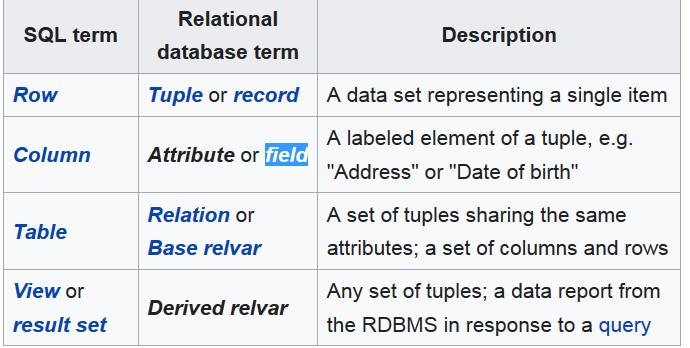 SQL term
Relational
database term
Description
Row
Tuple or record
A data set representing a single item
Column
Attribute or field
A labeled element of a tuple, e.g.
"Address" or "Date of birth"
Table
Relation or
Base relvar
A set of tuples sharing the same
attributes; a set of columns and rows
View or
result set
Derived relvar
Any set of tuples; a data report from
the RDBMS in response to a query